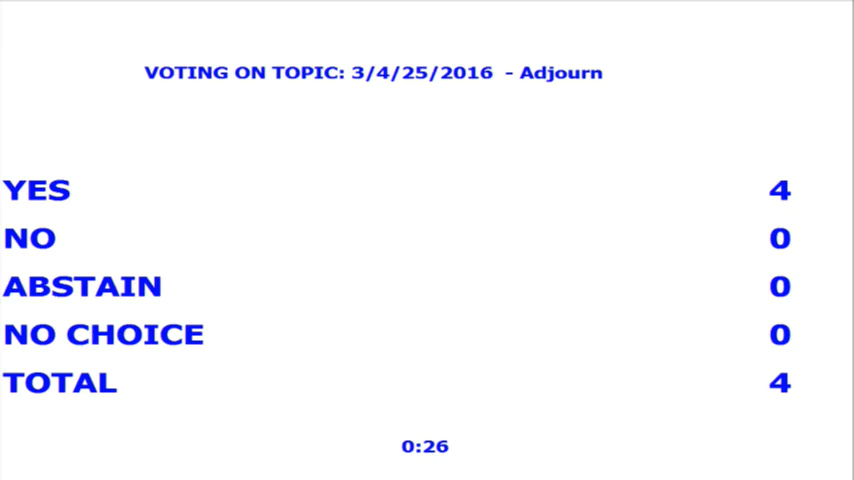 VOTING ON TOPIC: 3/4/25/2016 - Adjourn
YES 4
NO 0
ABSTAIN 0
NO CHOICE 0
TOTAL 4
0:26